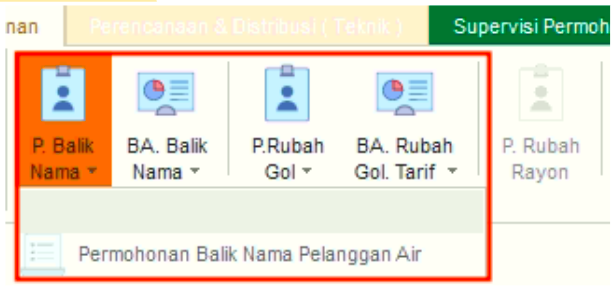 nan Perencanaan & Distribusi ( Teknik ) Supervisi Permoh
P. Balik BA. Balik P.Rubah BA. Rubah P. Rubah
Nama Nama Gol Gol. Tarif Rayon
Permohonan Balik Nama Pelanggan Air